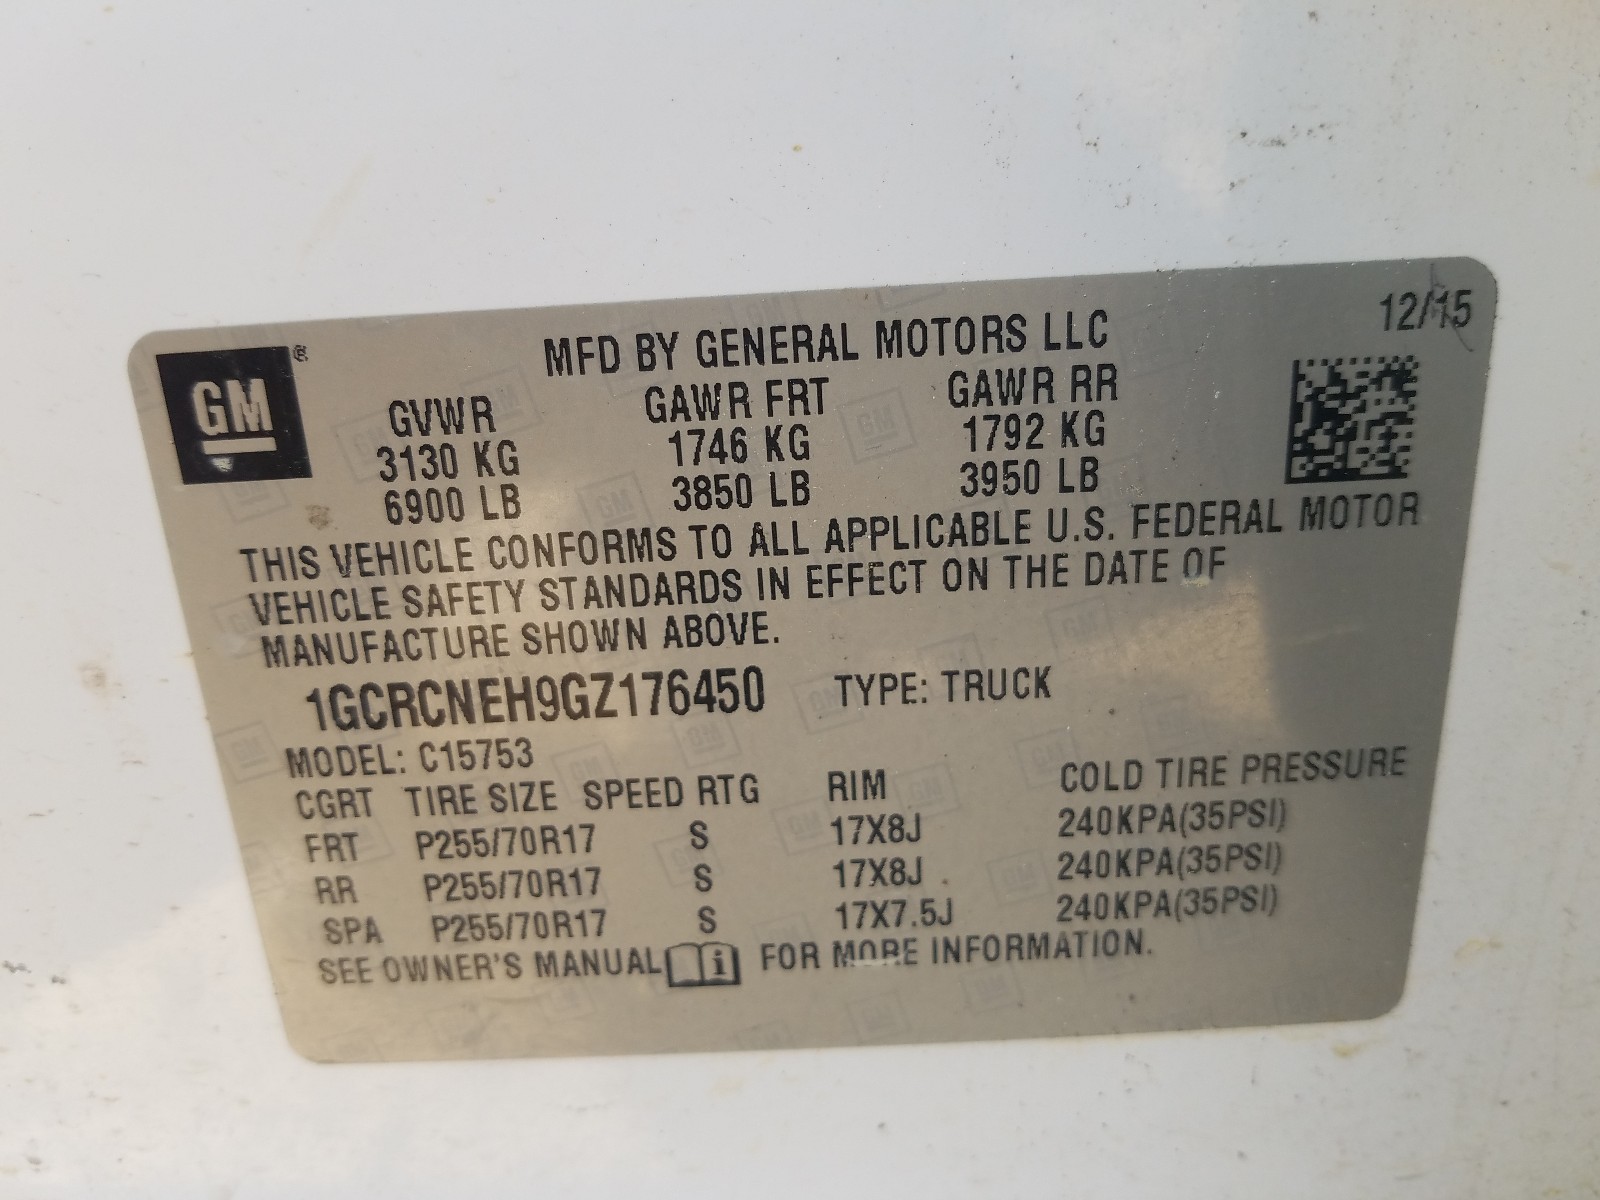 12/15
MFD BY GENERAL MOTORS LLC
GM ®
GVWR GAWR FRT GAWR RR
3130 KG 1746 KG 1792 KG
6900 LB 3850 LB 3950 LB
THIS VEHICLE CONFORMS TO ALL APPLICABLE U.S. FEDERAL MOTOR
VEHICLE SAFETY STANDARDS IN EFFECT ON THE DATE OF
MANUFACTURE SHOWN ABOVE.
1GCRCNEH9GZ176450 TYPE: TRUCK
MODEL: C15753
CGRT TIRE SIZE SPEED RTG RIM COLD TIRE PRESSURE
FRT P255/70R17 S 17X8J 240KPA(35PSI)
RR P255/70R17 S 17X8J 240KPA(35PSI)
SPA P255/70R17 S 17X7.5J 240KPA(35PSI)
SEE OWNER'S MANUAL i FOR MORE INFORMATION.